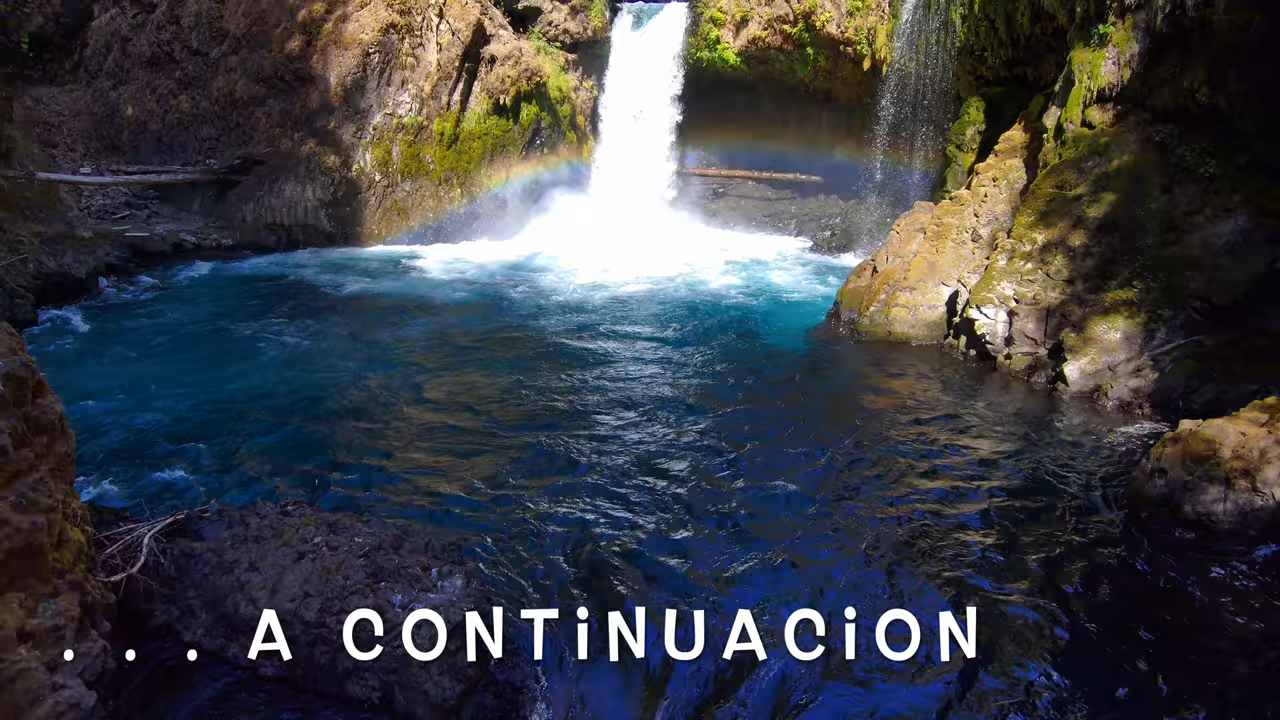 . . . A CONTiNUACiON